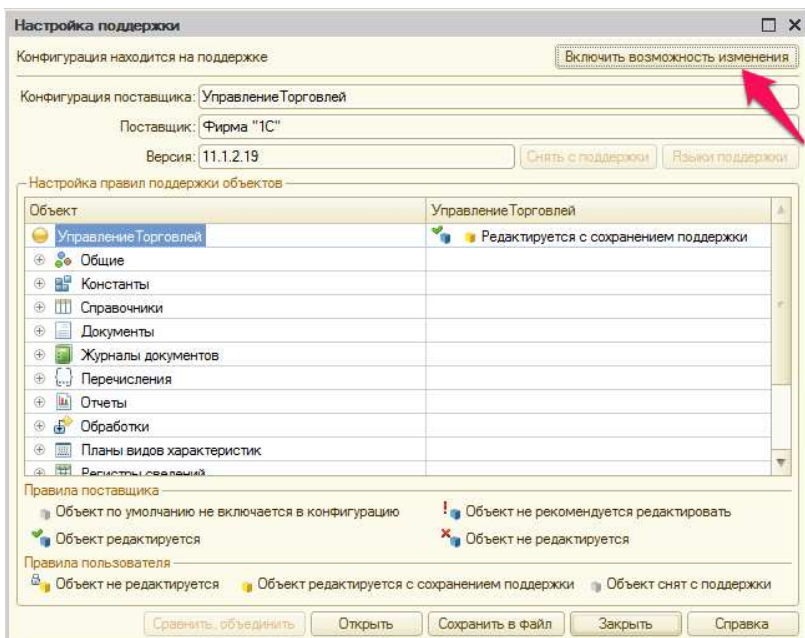 Настройка поддержки
Конфигурация находится на поддержке
Включить возможность изменения
Конфигурация поставщика: УправлениеТорговлей
Поставщик: Фирма "1С"
Версия: 11.1.2.19
Снять с поддержки
Языки поддержки
Настройка правил поддержки объектов
Объект УправлениеТорговлей
УправлениеТорговлей Редактируется с сохранением поддержки
Общие
Константы
Справочники
Документы
Журналы документов
Перечисления
Отчеты
Обработки
Планы видов характеристик
Регистры сведений
Правила поставщика
Объект по умолчанию не включается в конфигурацию
Объект не рекомендуется редактировать
Объект редактируется
Объект не редактируется
Правила пользователя
Объект не редактируется
Объект редактируется с сохранением поддержки
Объект снят с поддержки
Сравнить, объединить
Открыть
Сохранить в файл
Закрыть
Справка